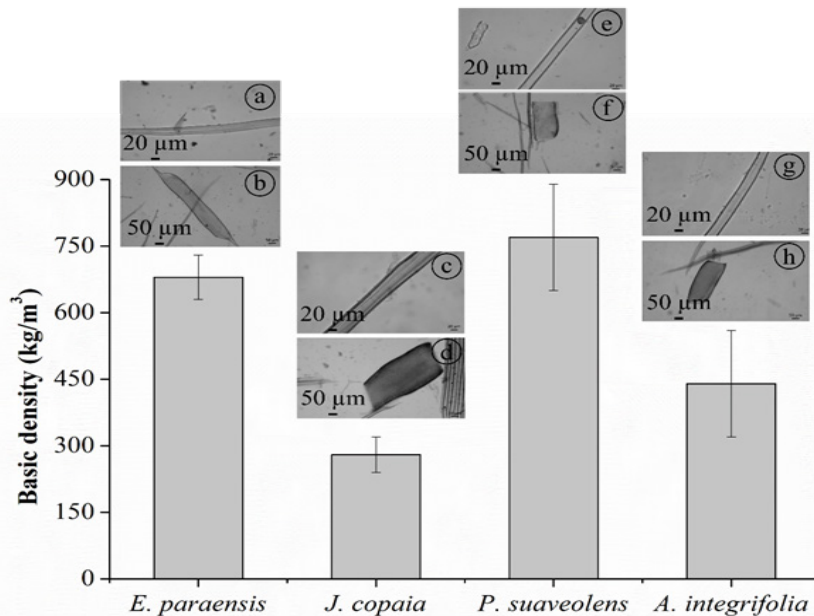 e
20 µm
a
f
20 µm
50 µm
b
g
50 µm
20 µm
c
h
20 µm
50 µm
d
50 µm
Basic density (kg/m³)
900
750
600
450
300
150
0
E. paraensis
J. copaia
P. suaveolens
A. integrifolia